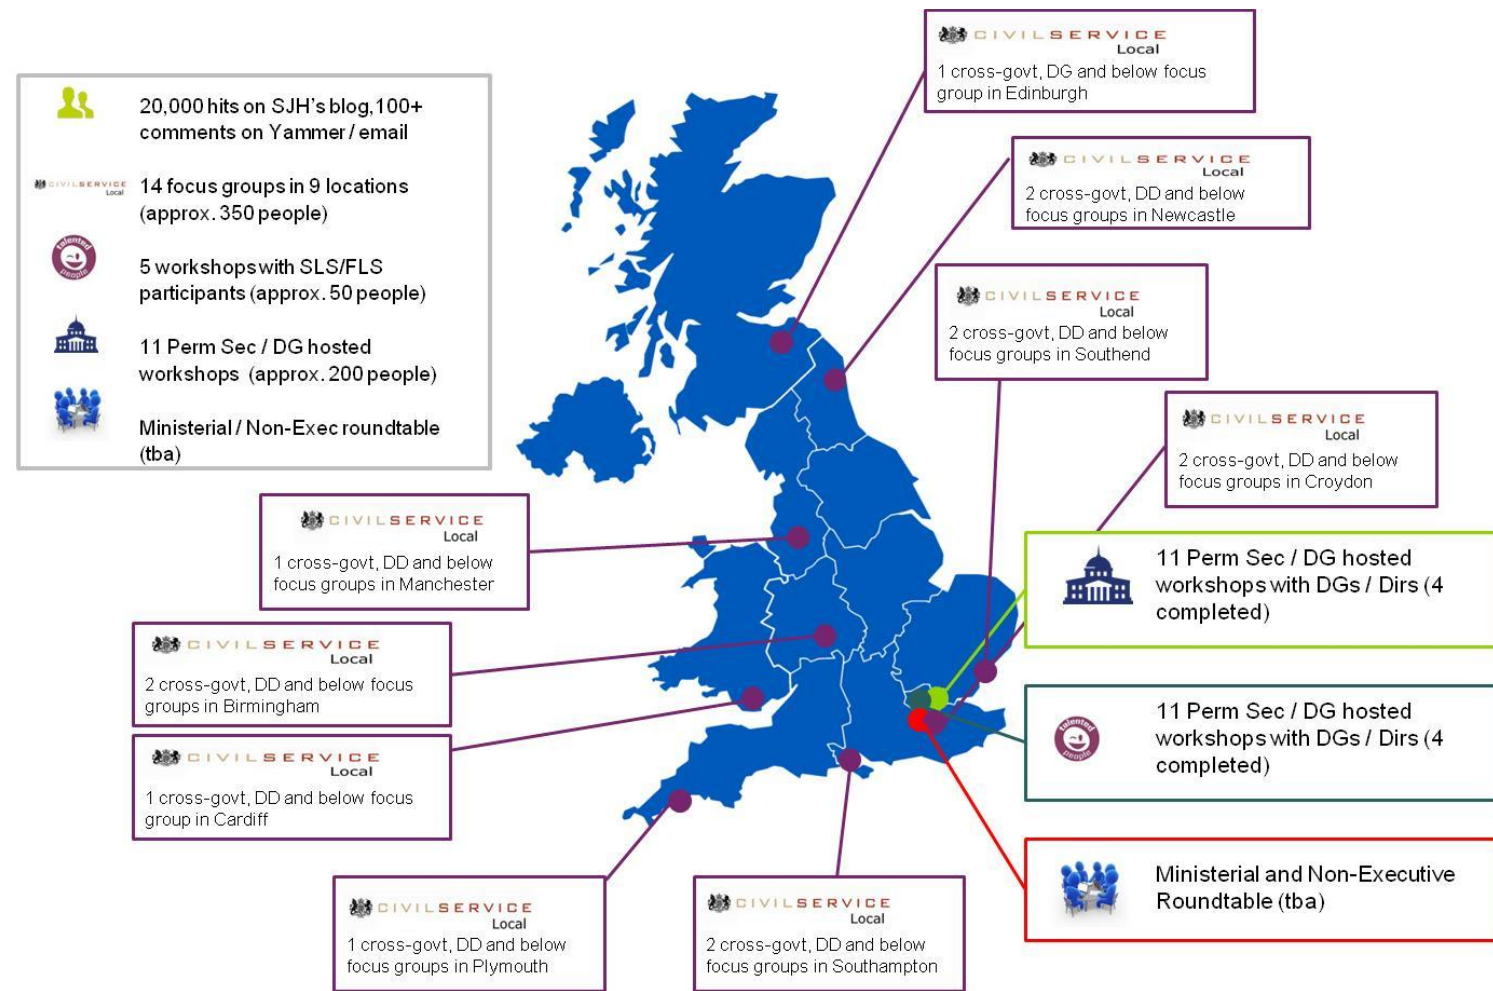 20,000 hits on SJH's blog,100+
comments on Yammer / email
CIVILSERVICE
Local
14 focus groups in 9 locations
(approx. 350 people)
talented
people
5 workshops with SLS/FLS
participants (approx. 50 people)
11 Perm Sec / DG hosted
workshops (approx. 200 people)
Ministerial / Non-Exec roundtable
(tba)
CIVILSERVICE
Local
1 cross-govt, DG and below focus
group in Edinburgh
CIVILSERVICE
Local
2 cross-govt, DD and below
focus groups in Newcastle
CIVILSERVICE
Local
2 cross-govt, DD and below
focus groups in Southend
CIVILSERVICE
Local
2 cross-govt, DD and below
focus groups in Croydon
CIVILSERVICE
Local
1 cross-govt, DD and below
focus groups in Manchester
11 Perm Sec / DG hosted
workshops with DGs / Dirs (4
completed)
CIVILSERVICE
Local
2 cross-govt, DD and below focus
groups in Birmingham
talented
people
11 Perm Sec / DG hosted
workshops with DGs / Dirs (4
completed)
CIVILSERVICE
Local
1 cross-govt, DD and below focus
group in Cardiff
Ministerial and Non-Executive
Roundtable (tba)
CIVILSERVICE
Local
1 cross-govt, DD and below
focus groups in Plymouth
CIVILSERVICE
Local
2 cross-govt, DD and below
focus groups in Southampton